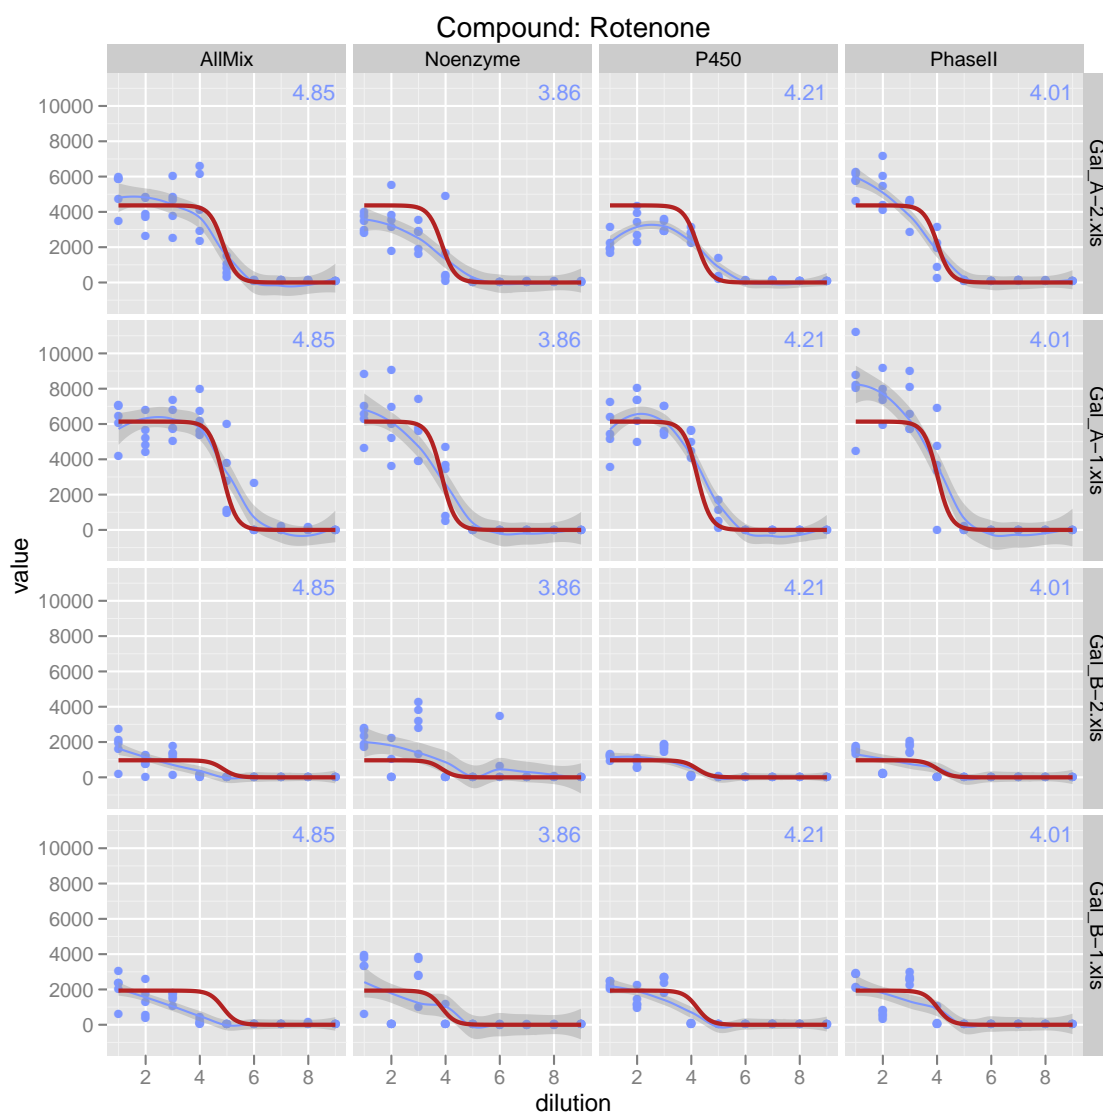 Compound: Rotenone
AllMix Noenzyme P450 PhaseII
4.85 3.86 4.21 4.01
10000
8000
6000
4000
2000
0
Gal_A−2.xls
4.85 3.86 4.21 4.01
10000
8000
6000
4000
2000
0
Gal_A−1.xls
4.85 3.86 4.21 4.01
10000
8000
6000
4000
2000
0
Gal_B−2.xls
4.85 3.86 4.21 4.01
10000
8000
6000
4000
2000
0
Gal_B−1.xls
value
2 4 6 8 2 4 6 8 2 4 6 8 2 4 6 8
dilution